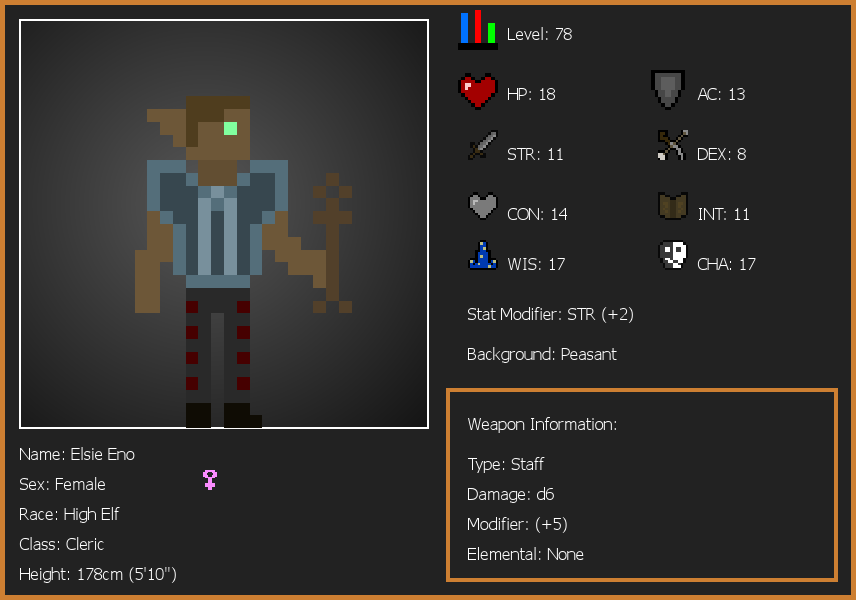 Level: 78
HP: 18
AC: 13
STR: 11
DEX: 8
CON: 14
INT: 11
WIS: 17
CHA: 17
Stat Modifier: STR (+2)
Background: Peasant
Weapon Information:
Type: Staff
Damage: d6
Modifier: (+5)
Elemental: None
Name: Elsie Eno
Sex: Female
Race: High Elf
Class: Cleric
Height: 178cm (5'10")